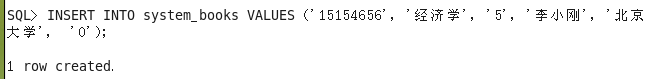 SQL> INSERT INTO system_books VALUES ('15154656', '经济学', '5', '李小刚', '北京
大学', '0');
1 row created.